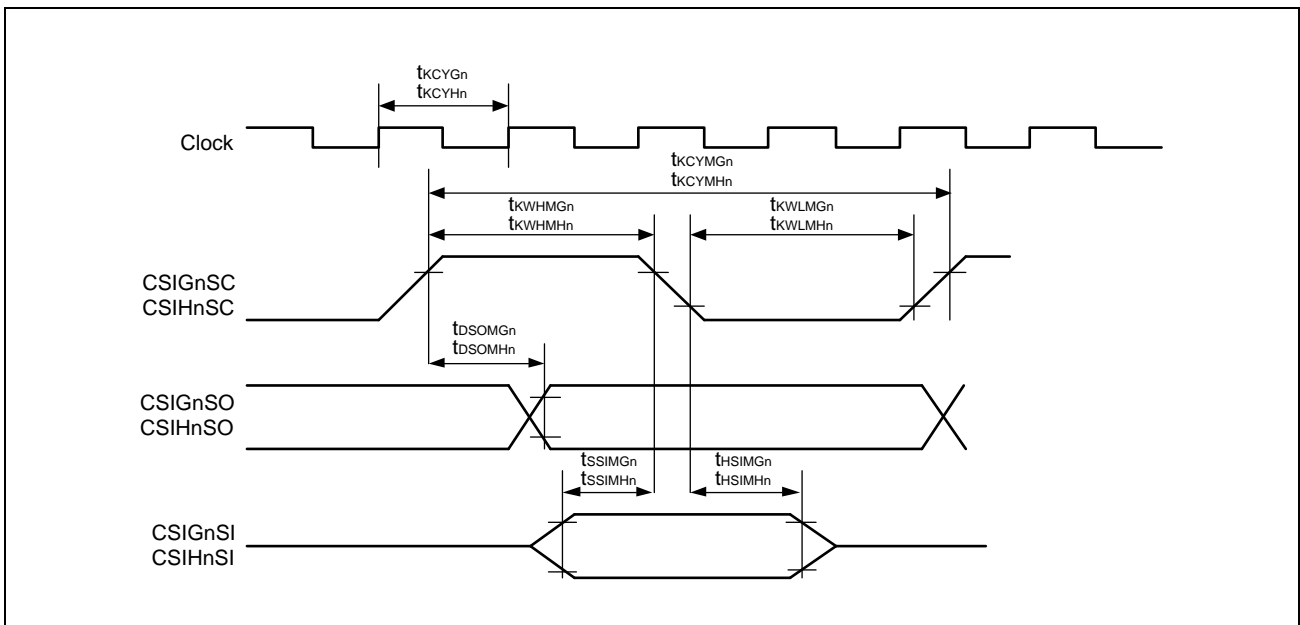 tKCYGn
tKCYHn
Clock
tKCYMGn
tKCYMHn
tKWHMGn
tKWHMHn
tKWLMGn
tKWLMHn
CSIGnSC
CSIHnSC
tDSOMGn
tDSOMHn
CSIGnSO
CSIHnSO
tSSIMGn
tSSIMHn
tHSIMGn
tHSIMHn
CSIGnSI
CSIHnSI